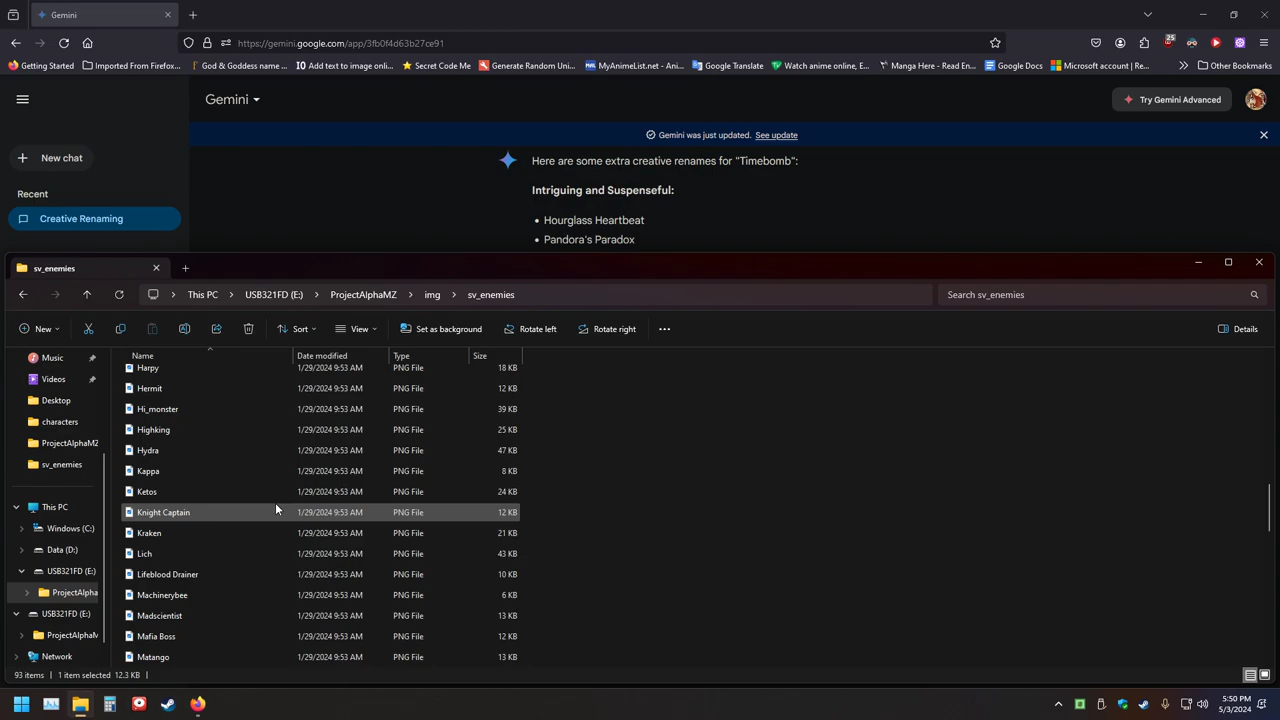 Gemini
https://gemini.google.com/app/3fb0f4d63b27ce91
25
Getting Started
Imported From Firefox...
God & Goddess name ...
IO Add text to image onli...
Secret Code Me
Generate Random Uni...
MyAnimeList.net - Ani...
Google Translate
Watch anime online, E...
Manga Here - Read En...
Google Docs
Microsoft account | Re...
Other Bookmarks
Gemini
Try Gemini Advanced
Gemini was just updated. See update
New chat
Recent
Creative Renaming
Here are some extra creative renames for "Timebomb":
Intriguing and Suspenseful:
• Hourglass Heartbeat
• Pandora's Paradox
sv_enemies
This PC > USB321FD (E:) > ProjectAlphaMZ > img > sv_enemies
Search sv_enemies
New
Sort
View
Set as background
Rotate left
Rotate right
Details
Music
Videos
Desktop
characters
ProjectAlphaMZ
sv_enemies
This PC
Windows (C:)
Data (D:)
USB321FD (E:)
ProjectAlpha
USB321FD (E:)
ProjectAlphaM
Network
Name Date modified Type Size
Harpy 1/29/2024 9:53 AM PNG File 18 KB
Hermit 1/29/2024 9:53 AM PNG File 12 KB
Hi_monster 1/29/2024 9:53 AM PNG File 39 KB
Highking 1/29/2024 9:53 AM PNG File 25 KB
Hydra 1/29/2024 9:53 AM PNG File 47 KB
Kappa 1/29/2024 9:53 AM PNG File 8 KB
Ketos 1/29/2024 9:53 AM PNG File 24 KB
Knight Captain 1/29/2024 9:53 AM PNG File 12 KB
Kraken 1/29/2024 9:53 AM PNG File 21 KB
Lich 1/29/2024 9:53 AM PNG File 43 KB
Lifeblood Drainer 1/29/2024 9:53 AM PNG File 10 KB
Machinerybee 1/29/2024 9:53 AM PNG File 6 KB
Madscientist 1/29/2024 9:53 AM PNG File 13 KB
Mafia Boss 1/29/2024 9:53 AM PNG File 12 KB
Matango 1/29/2024 9:53 AM PNG File 13 KB
93 items 1 item selected 12.3 KB
5:50 PM
5/3/2024